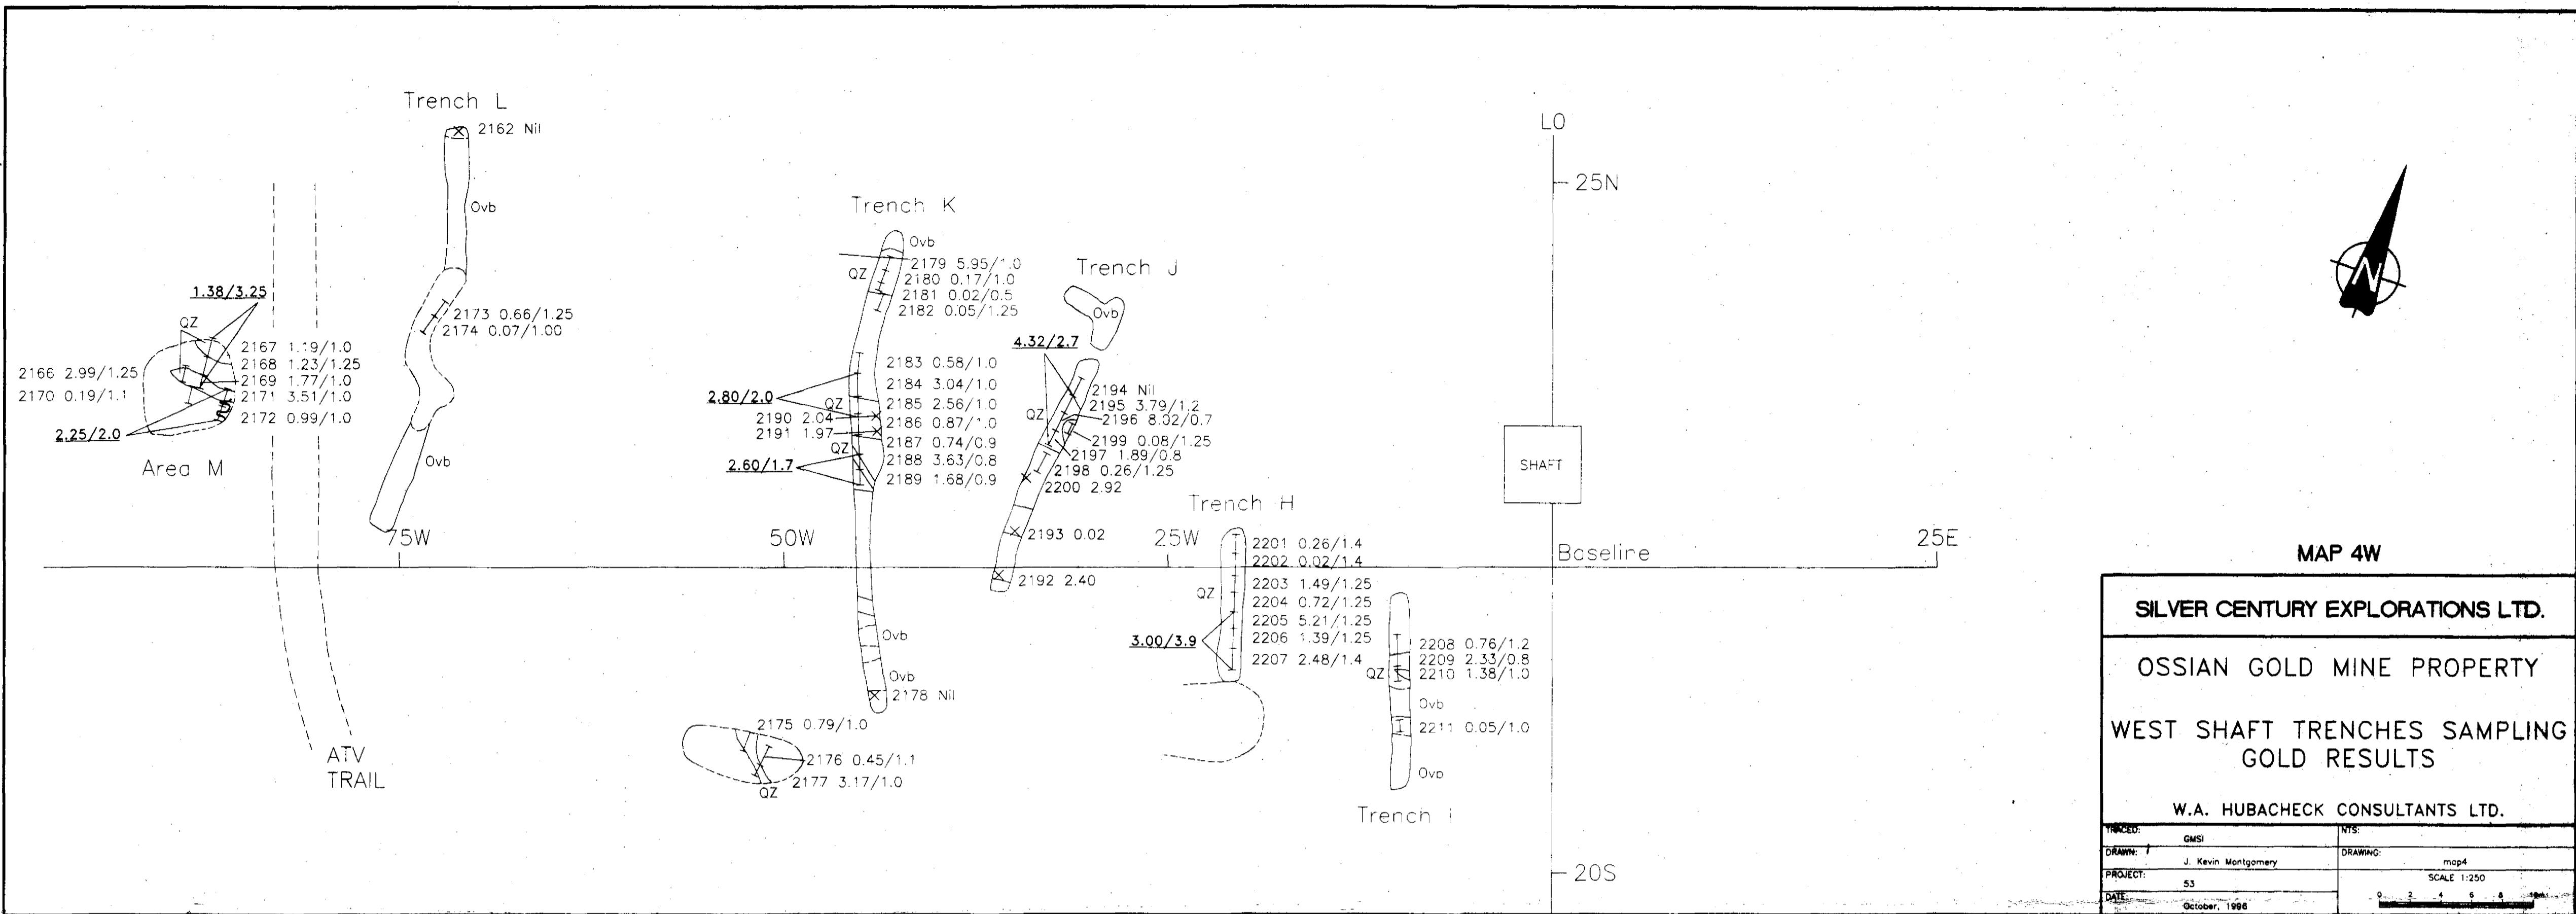 Trench L
2162 Nil
Ovb
2173 0.66/1.25
2174 0.07/1.00
Ovb
1.38/3.25
QZ
2167 1.19/1.0
2168 1.23/1.25
2169 1.77/1.0
2171 3.51/1.0
2172 0.99/1.0
2166 2.99/1.25
2170 0.19/1.1
2.25/2.0
Area M
ATV
TRAIL
75W
Trench K
Ovb
QZ
2179 5.95/1.0
2180 0.17/1.0
2181 0.02/0.5
2182 0.05/1.25
2183 0.58/1.0
2184 3.04/1.0
2185 2.56/1.0
2186 0.87/1.0
2187 0.74/0.9
2188 3.63/0.8
2189 1.68/0.9
2.80/2.0
QZ
2190 2.04
2191 1.97
QZ
2.60/1.7
50W
Ovb
Ovb
2178 Nil
2175 0.79/1.0
2176 0.45/1.1
2177 3.17/1.0
QZ
Trench J
Ovb
4.32/2.7
QZ
2194 Nil
2195 3.79/1.2
2196 8.02/0.7
2199 0.08/1.25
2197 1.89/0.8
2198 0.26/1.25
2200 2.92
2193 0.02
2192 2.40
25W
Trench H
2201 0.26/1.4
2202 0.02/1.4
2203 1.49/1.25
QZ
2204 0.72/1.25
2205 5.21/1.25
2206 1.39/1.25
2207 2.48/1.4
3.00/3.9
2208 0.76/1.2
2209 2.33/0.8
QZ
2210 1.38/1.0
Ovb
2211 0.05/1.0
Ovb
Trench I
L0
25N
SHAFT
Baseline
25E
20S
N
MAP 4W
SILVER CENTURY EXPLORATIONS LTD.
OSSIAN GOLD MINE PROPERTY
WEST SHAFT TRENCHES SAMPLING
GOLD RESULTS
W.A. HUBACHECK CONSULTANTS LTD.
TRACED: GMSI
NTS:
DRAWN: J. Kevin Montgomery
DRAWING: map4
PROJECT: 53
SCALE 1:250
DATE: October, 1996
0 2 4 6 8 10m